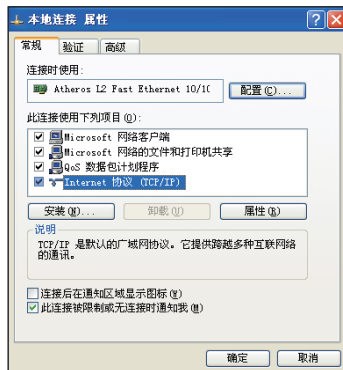 本地连接 属性
常规 验证 高级
连接时使用:
Atheros L2 Fast Ethernet 10/1(
配置(C)...
此连接使用下列项目(O):
Microsoft 网络客户端
Microsoft 网络的文件和打印机共享
QoS 数据包计划程序
Internet 协议 (TCP/IP)
安装(N)... 卸载(U) 属性(R)
说明
TCP/IP 是默认的广域网协议。它提供跨越多种互联网络
的通讯。
连接后在通知区域显示图标(W)
此连接被限制或无连接时通知我(M)
确定 取消